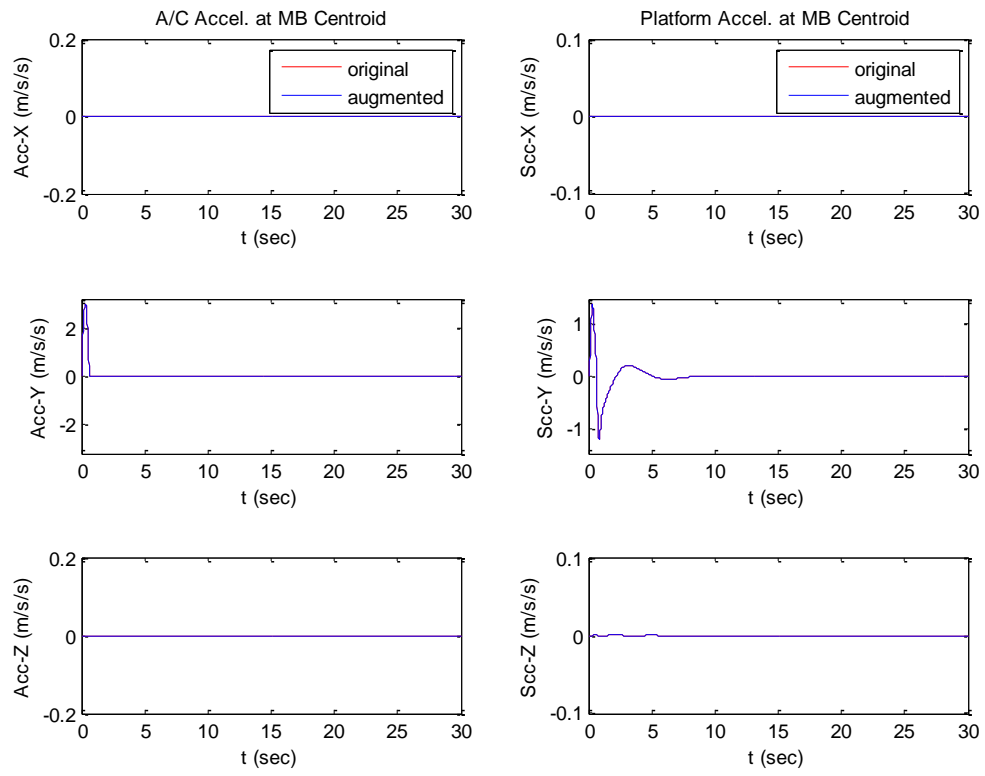 A/C Accel. at MB Centroid
0.2
0
-0.2
Acc-X (m/s/s)
original
augmented
0 5 10 15 20 25 30
t (sec)
Platform Accel. at MB Centroid
0.1
0
-0.1
Scc-X (m/s/s)
original
augmented
0 5 10 15 20 25 30
t (sec)
2
0
-2
Acc-Y (m/s/s)
0 5 10 15 20 25 30
t (sec)
1
0
-1
Scc-Y (m/s/s)
0 5 10 15 20 25 30
t (sec)
0.2
0
-0.2
Acc-Z (m/s/s)
0 5 10 15 20 25 30
t (sec)
0.1
0
-0.1
Scc-Z (m/s/s)
0 5 10 15 20 25 30
t (sec)